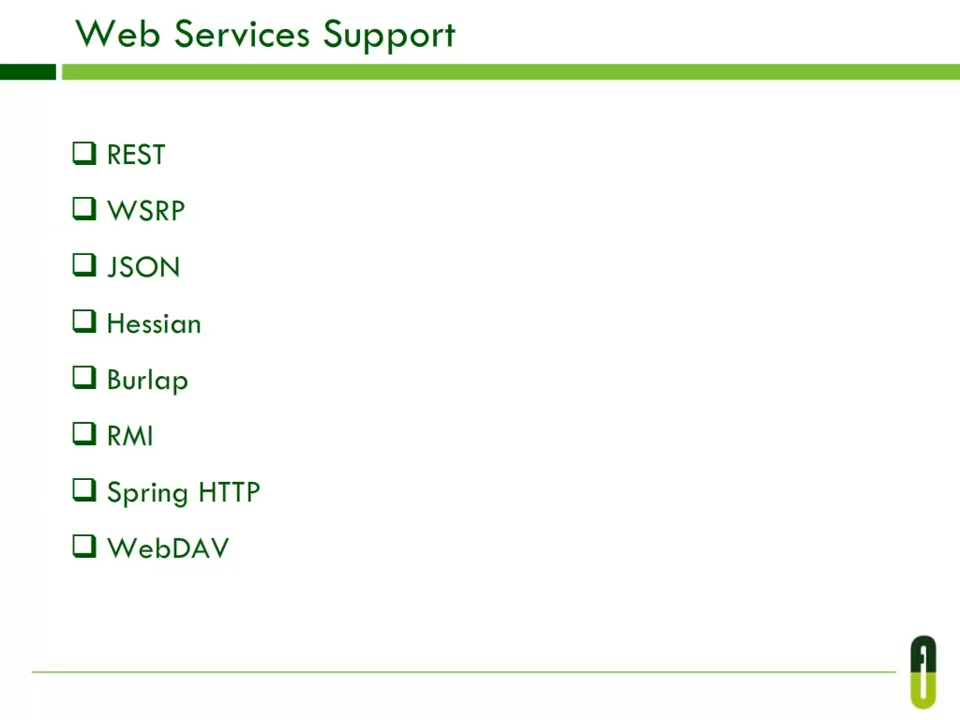 Web Services Support
REST
WSRP
JSON
Hessian
Burlap
RMI
Spring HTTP
WebDAV